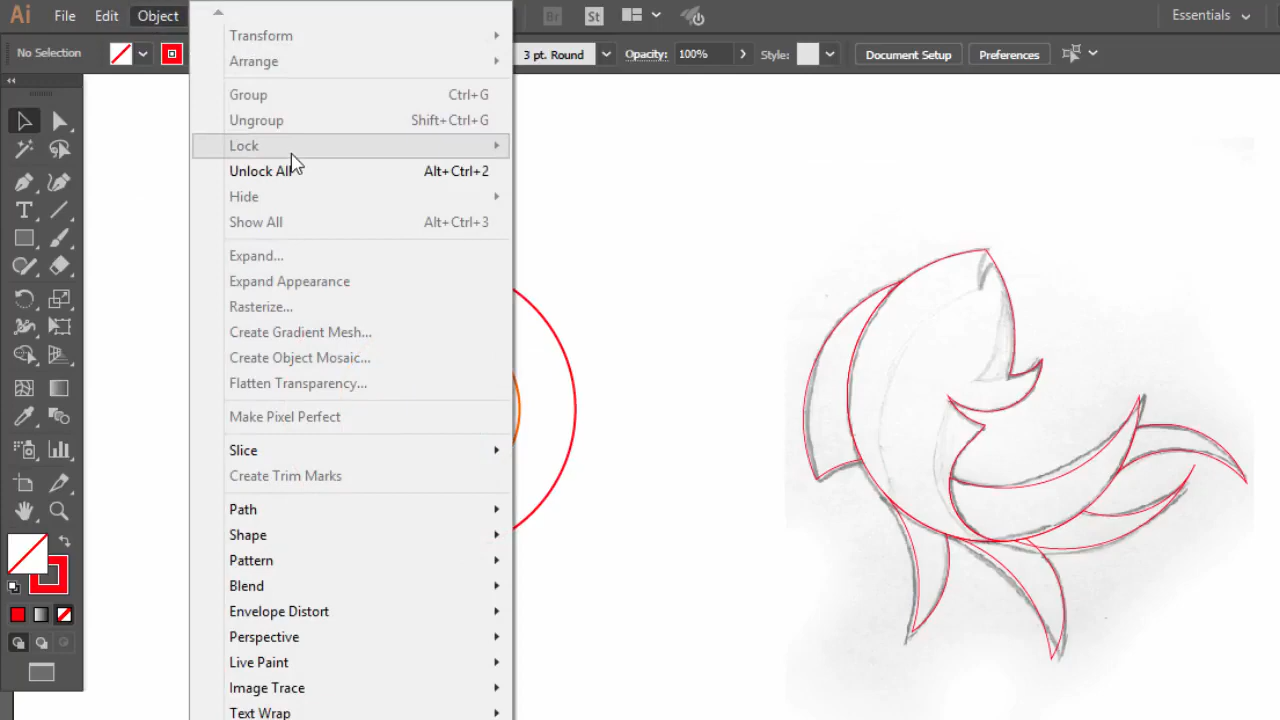 Ai File Edit Object Br St Essentials
No Selection 3 pt. Round Opacity: 100% Style: Document Setup Preferences
Transform
Arrange
Group Ctrl+G
Ungroup Shift+Ctrl+G
Lock
Unlock All Alt+Ctrl+2
Hide
Show All Alt+Ctrl+3
Expand...
Expand Appearance
Rasterize...
Create Gradient Mesh...
Create Object Mosaic...
Flatten Transparency...
Make Pixel Perfect
Slice
Create Trim Marks
Path
Shape
Pattern
Blend
Envelope Distort
Perspective
Live Paint
Image Trace
Text Wrap